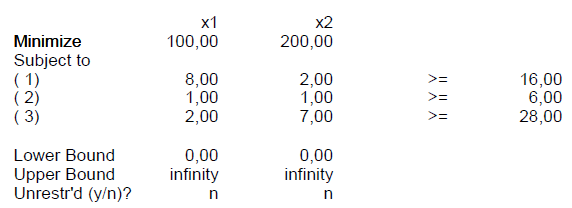 x1 x2
Minimize 100,00 200,00
Subject to
( 1) 8,00 2,00 >= 16,00
( 2) 1,00 1,00 >= 6,00
( 3) 2,00 7,00 >= 28,00
Lower Bound 0,00 0,00
Upper Bound infinity infinity
Unrestr'd (y/n)? n n